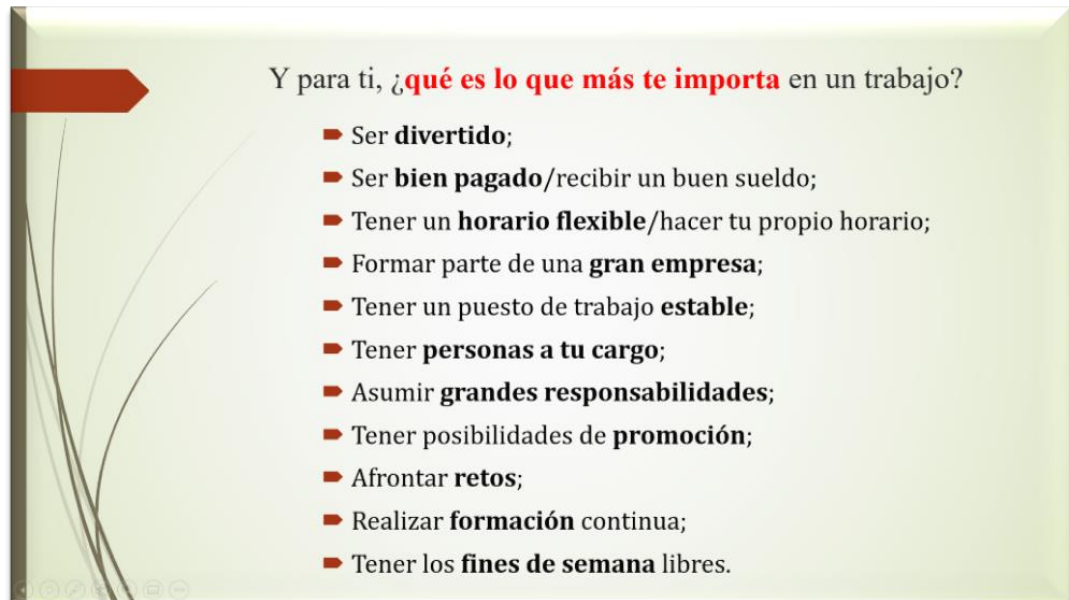 Y para ti, ¿qué es lo que más te importa en un trabajo?
Ser divertido;
Ser bien pagado/recibir un buen sueldo;
Tener un horario flexible/hacer tu propio horario;
Formar parte de una gran empresa;
Tener un puesto de trabajo estable;
Tener personas a tu cargo;
Asumir grandes responsabilidades;
Tener posibilidades de promoción;
Afrontar retos;
Realizar formación continua;
Tener los fines de semana libres.